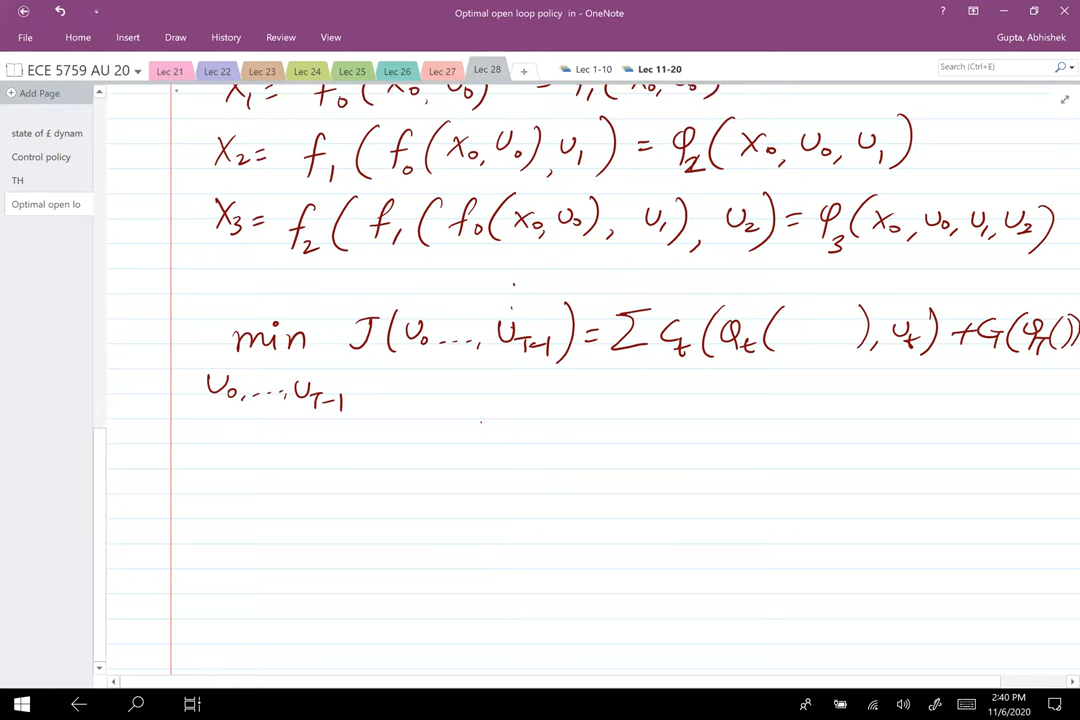 Optimal open loop policy in - OneNote
?
File Home Insert Draw History Review View
Gupta, Abhishek
ECE 5759 AU 20
Lec 21 Lec 22 Lec 23 Lec 24 Lec 25 Lec 26 Lec 27 Lec 28 +
Lec 1-10 Lec 11-20
Search (Ctrl+E)
Add Page
state of £ dynam
Control policy
TH
Optimal open lo
X₁ = f₀(X₀, U₀) =
X₂ = f₁(f₀(X₀, U₀), U₁) = φ₂(X₀, U₀, U₁)
X₃ = f₂(f₁(f₀(X₀, U₀), U₁), U₂) = φ₃(X₀, U₀, U₁, U₂)
min J(U₀ ..., U_{T-1}) = Σ C_t(φ_t( ), U_t) + G(φ_T())
U₀, ..., U_{T-1}
2:40 PM
11/6/2020